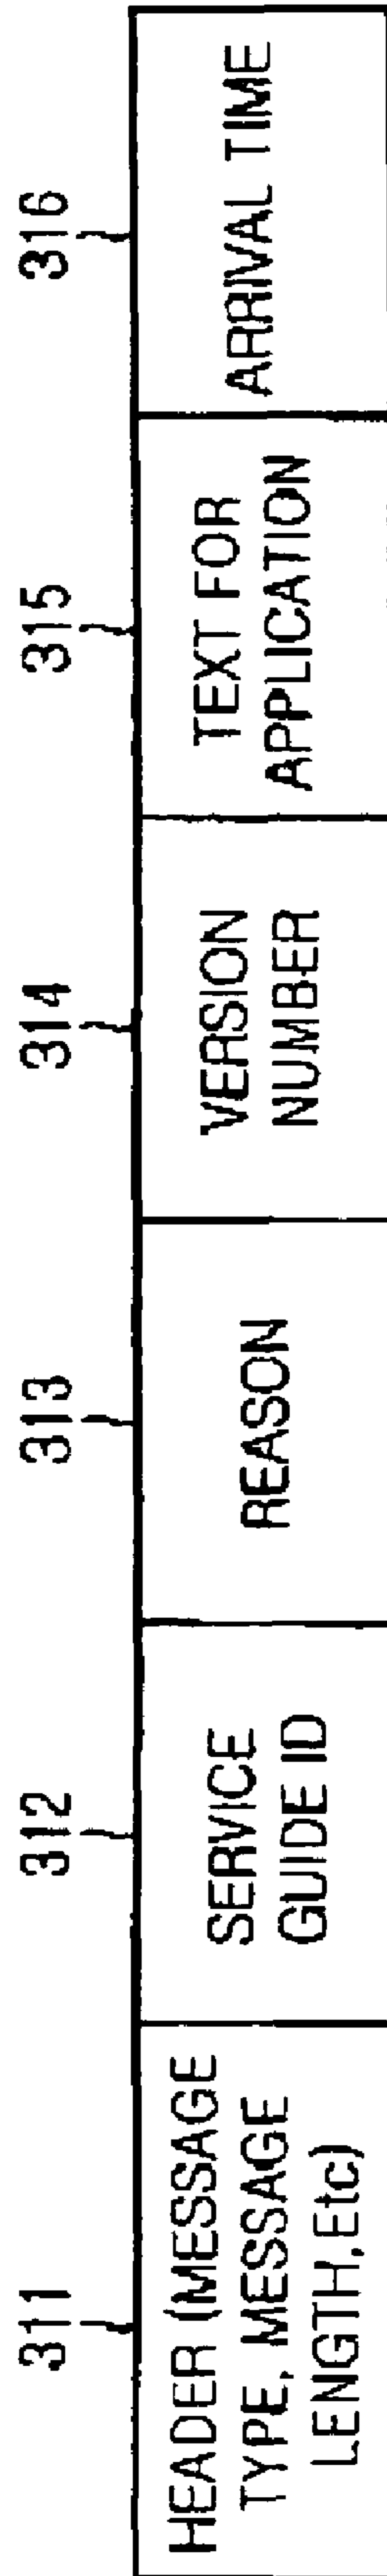 311
312
313
314
315
316
HEADER (MESSAGE
TYPE, MESSAGE
LENGTH,Etc)
SERVICE
GUIDE ID
REASON
VERSION
NUMBER
TEXT FOR
APPLICATION
ARRIVAL TIME